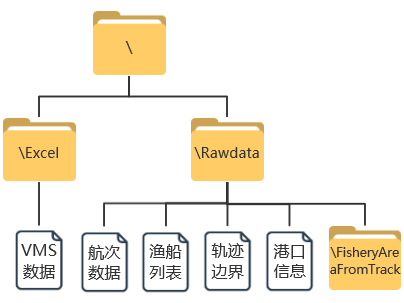 \
\Excel
\Rawdata
VMS
数据
航次
数据
渔船
列表
轨迹
边界
港口
信息
\FisheryAre
aFromTrack